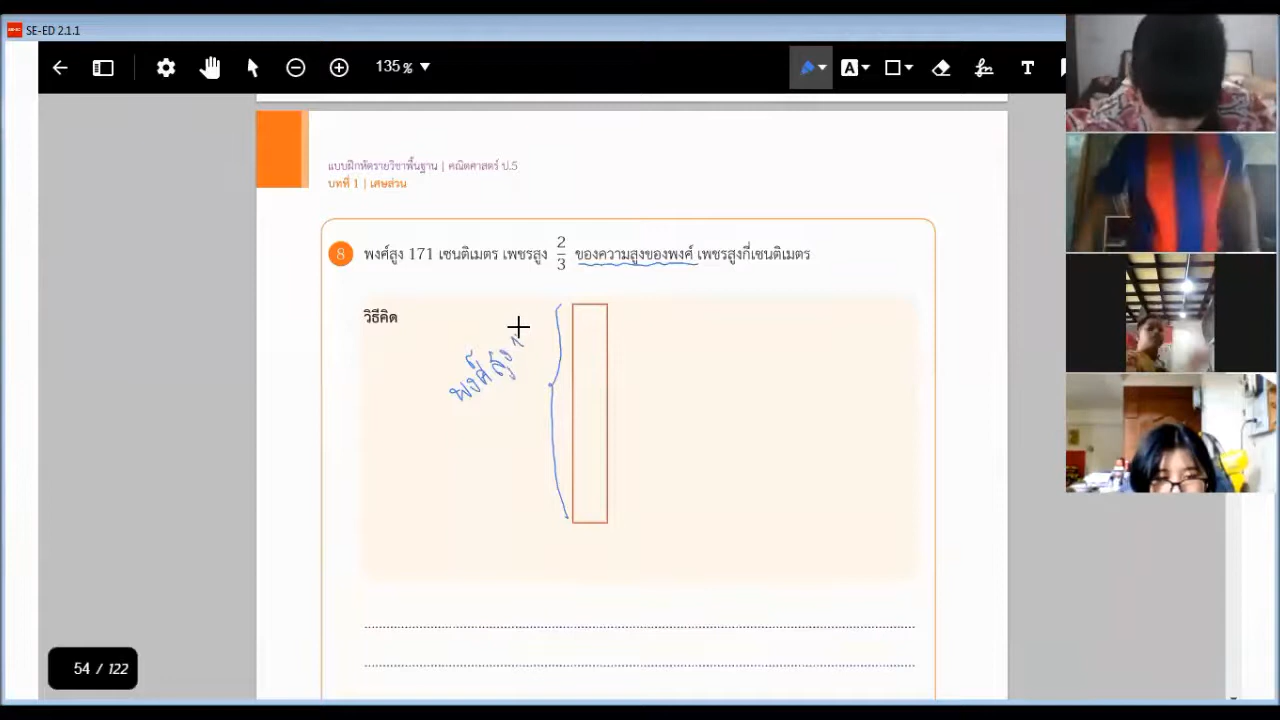 SE-ED 2.1.1
135 %
A
T
แบบฝึกหัดรายวิชาพื้นฐาน | คณิตศาสตร์ ป.5
บทที่ 1 | เศษส่วน
8 พงศ์สูง 171 เซนติเมตร เพชรสูง 2/3 ของความสูงของพงศ์ เพชรสูงกี่เซนติเมตร
วิธีคิด
พงศ์สูง 1
54 / 122